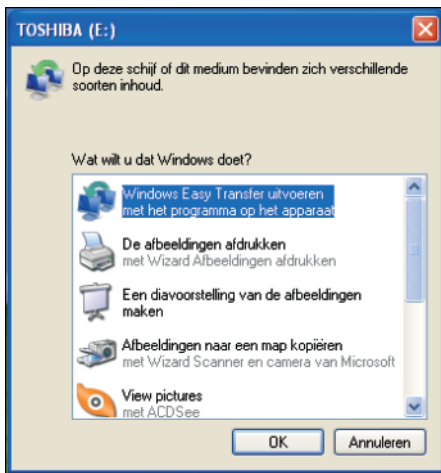 TOSHIBA (E:)
Op deze schijf of dit medium bevinden zich verschillende
soorten inhoud.
Wat wilt u dat Windows doet?
Windows Easy Transfer uitvoeren
met het programma op het apparaat
De afbeeldingen afdrukken
met Wizard Afbeeldingen afdrukken
Een diavoorstelling van de afbeeldingen
maken
Afbeeldingen naar een map kopiëren
met Wizard Scanner en camera van Microsoft
View pictures
met ACDSee
OK
Annuleren